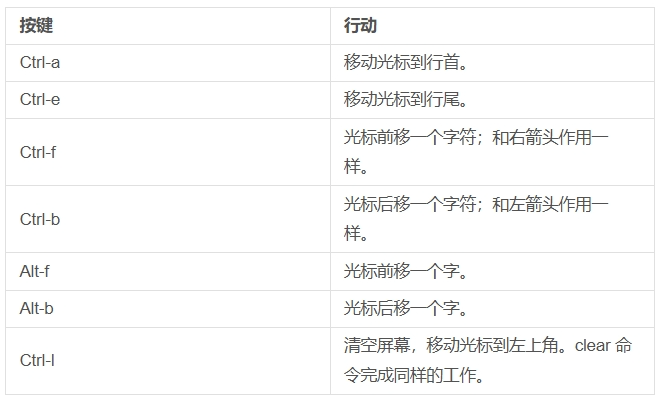 按键 行动
Ctrl-a 移动光标到行首。
Ctrl-e 移动光标到行尾。
Ctrl-f 光标前移一个字符；和右箭头作用一
样。
Ctrl-b 光标后移一个字符；和左箭头作用一
样。
Alt-f 光标前移一个字。
Alt-b 光标后移一个字。
Ctrl-l 清空屏幕，移动光标到左上角。clear 命
令完成同样的工作。